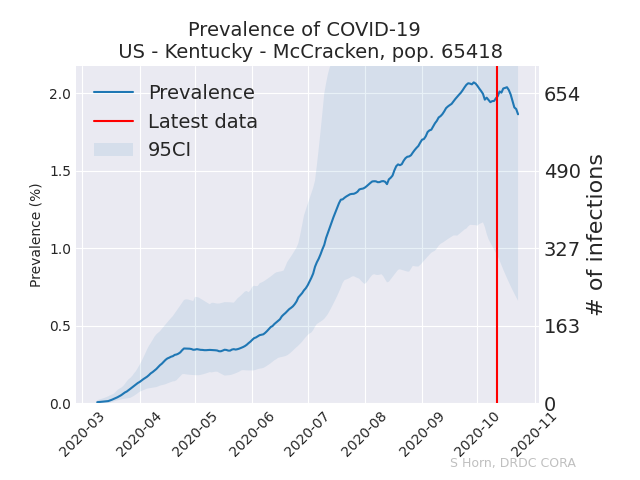 Prevalence of COVID-19
US - Kentucky - McCracken, pop. 65418
Prevalence
Latest data
95CI
Prevalence (%)
2.0
1.5
1.0
0.5
0.0
654
490
327
163
0
# of infections
2020-03
2020-04
2020-05
2020-06
2020-07
2020-08
2020-09
2020-10
2020-11
S Horn, DRDC CORA